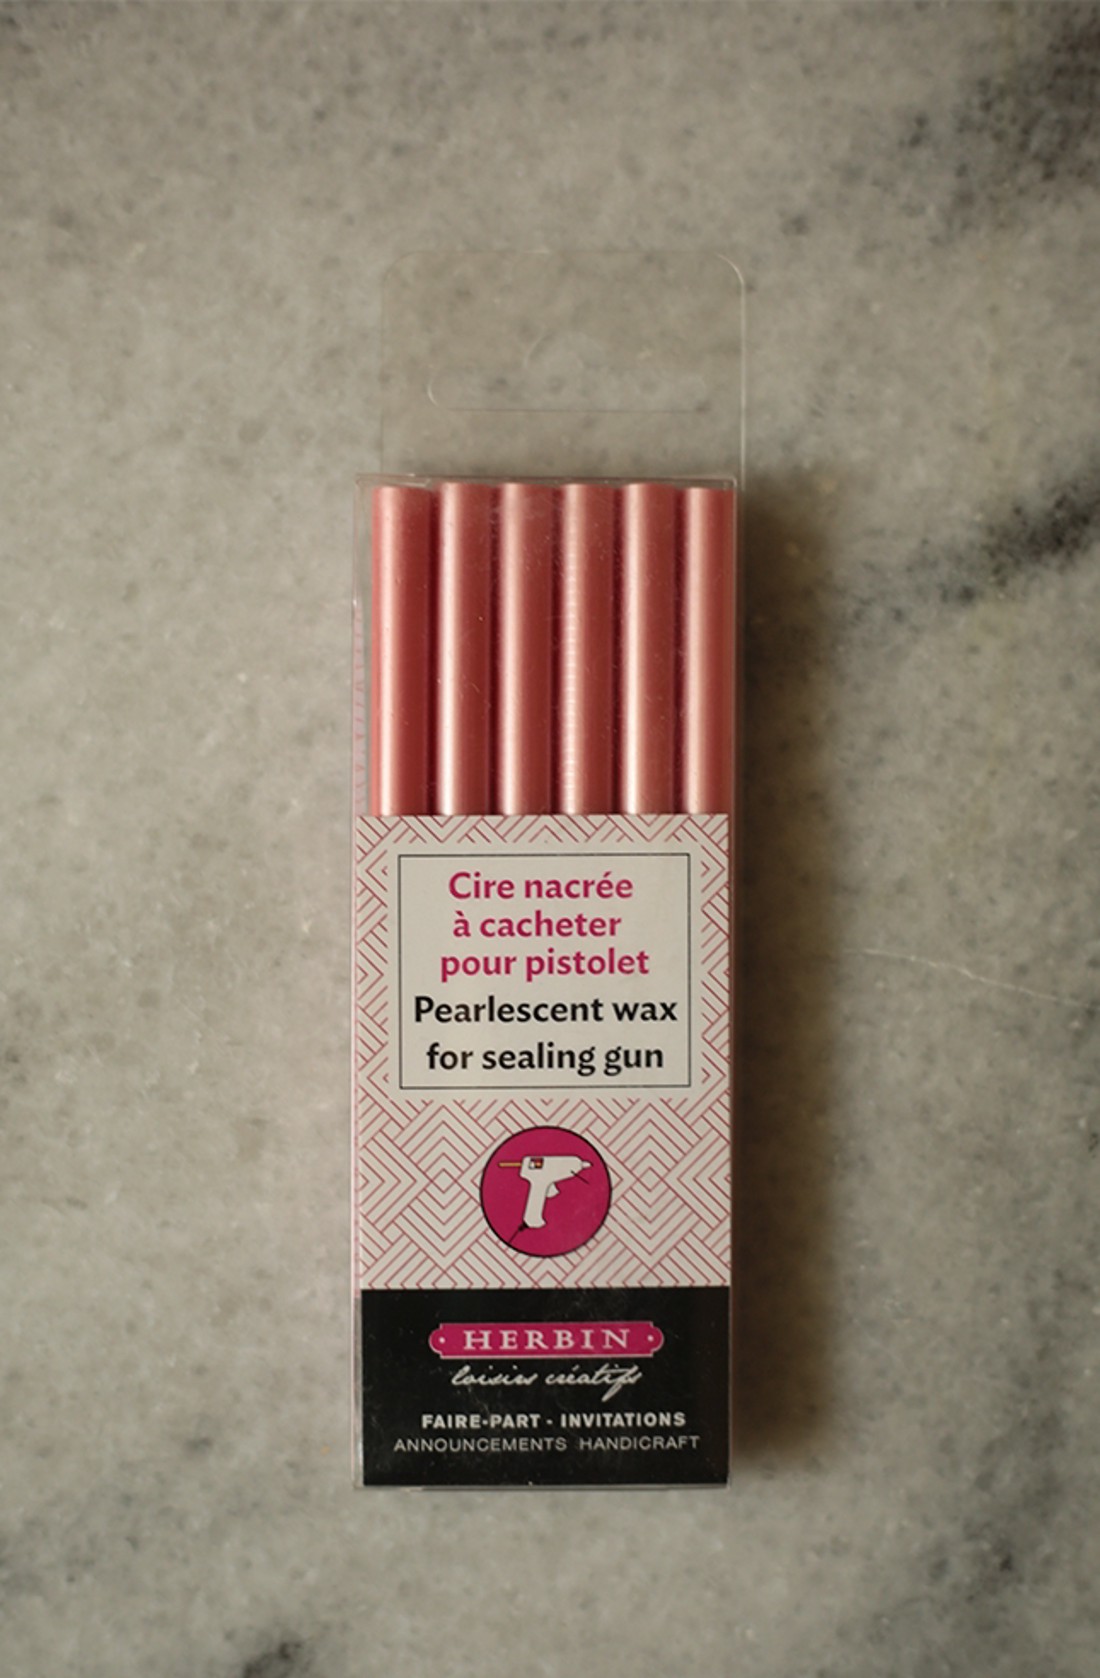 Cire nacrée
à cacheter
pour pistolet
Pearlescent wax
for sealing gun
HERBIN
loisirs créatifs
FAIRE-PART - INVITATIONS
ANNOUNCEMENTS HANDICRAFT